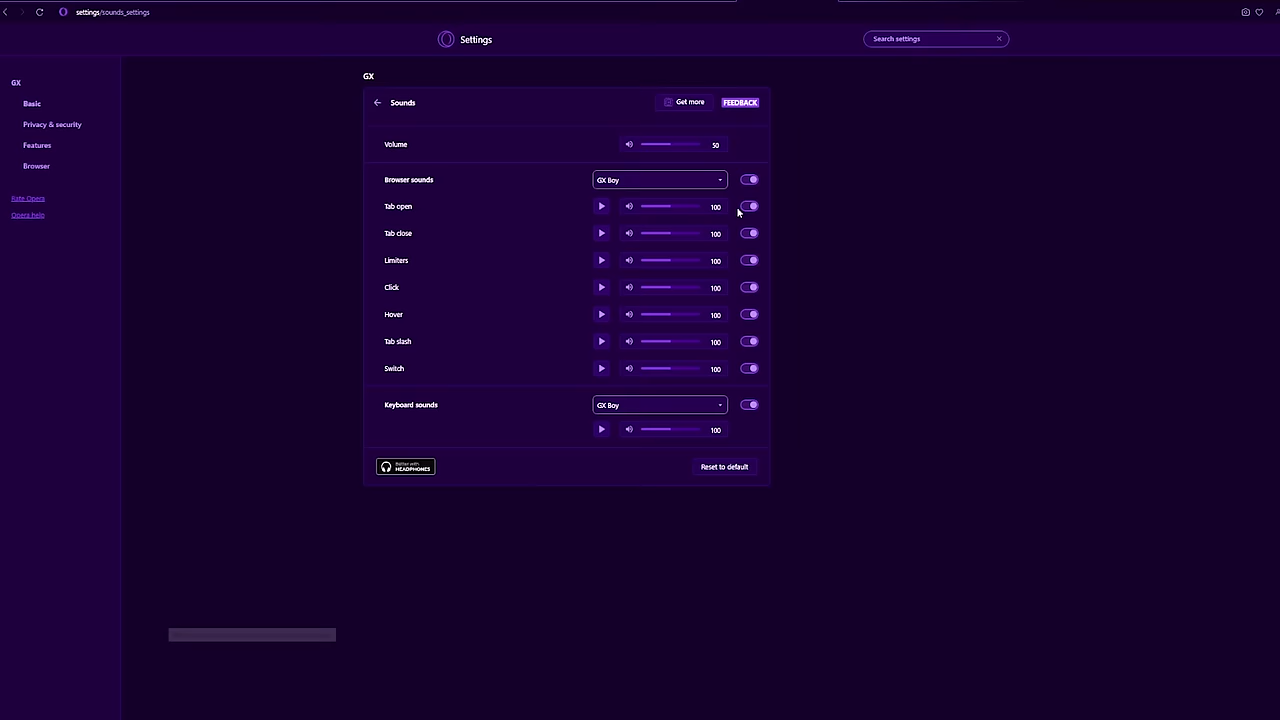 settings/sounds_settings
Settings
Search settings
GX
Basic
Privacy & security
Features
Browser
Rate Opera
Opera help
GX
Sounds
Get more
FEEDBACK
Volume
50
Browser sounds
GX Boy
Tab open
100
Tab close
100
Limiters
100
Click
100
Hover
100
Tab slash
100
Switch
100
Keyboard sounds
GX Boy
100
Better with
HEADPHONES
Reset to default